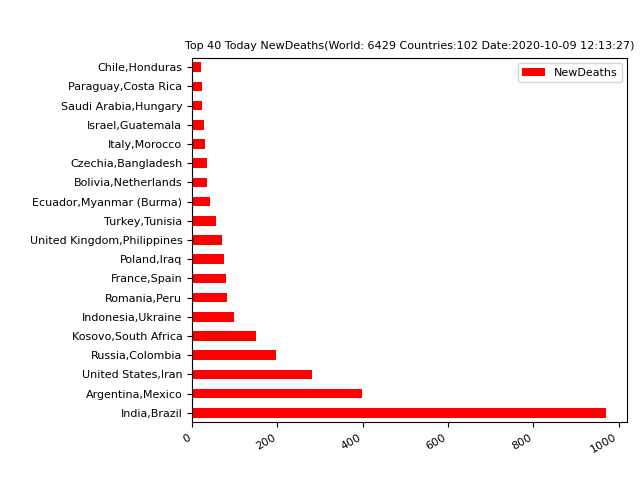 Top 40 Today NewDeaths(World: 6429 Countries:102 Date:2020-10-09 12:13:27)
NewDeaths
Chile,Honduras
Paraguay,Costa Rica
Saudi Arabia,Hungary
Israel,Guatemala
Italy,Morocco
Czechia,Bangladesh
Bolivia,Netherlands
Ecuador,Myanmar (Burma)
Turkey,Tunisia
United Kingdom,Philippines
Poland,Iraq
France,Spain
Romania,Peru
Indonesia,Ukraine
Kosovo,South Africa
Russia,Colombia
United States,Iran
Argentina,Mexico
India,Brazil
0 200 400 600 800 1000